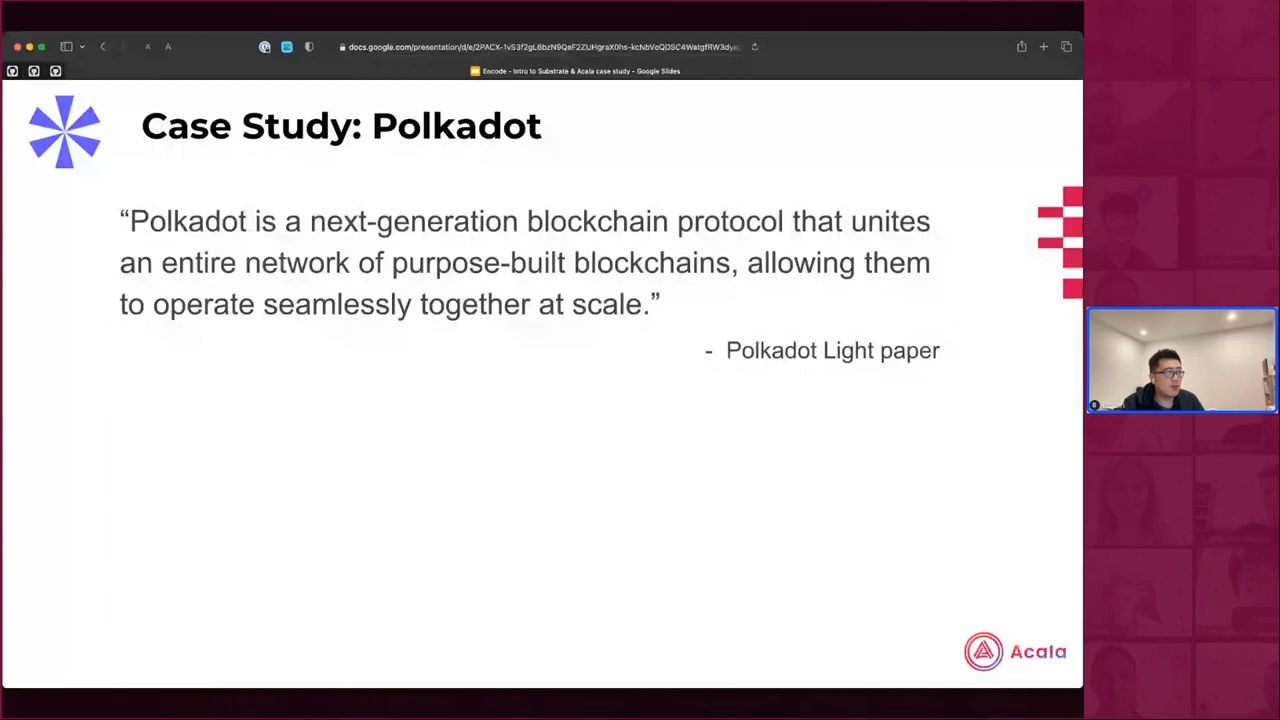 Encode - Intro to Substrate & Acala case study - Google Slides
Case Study: Polkadot
“Polkadot is a next-generation blockchain protocol that unites
an entire network of purpose-built blockchains, allowing them
to operate seamlessly together at scale.”
- Polkadot Light paper
Acala